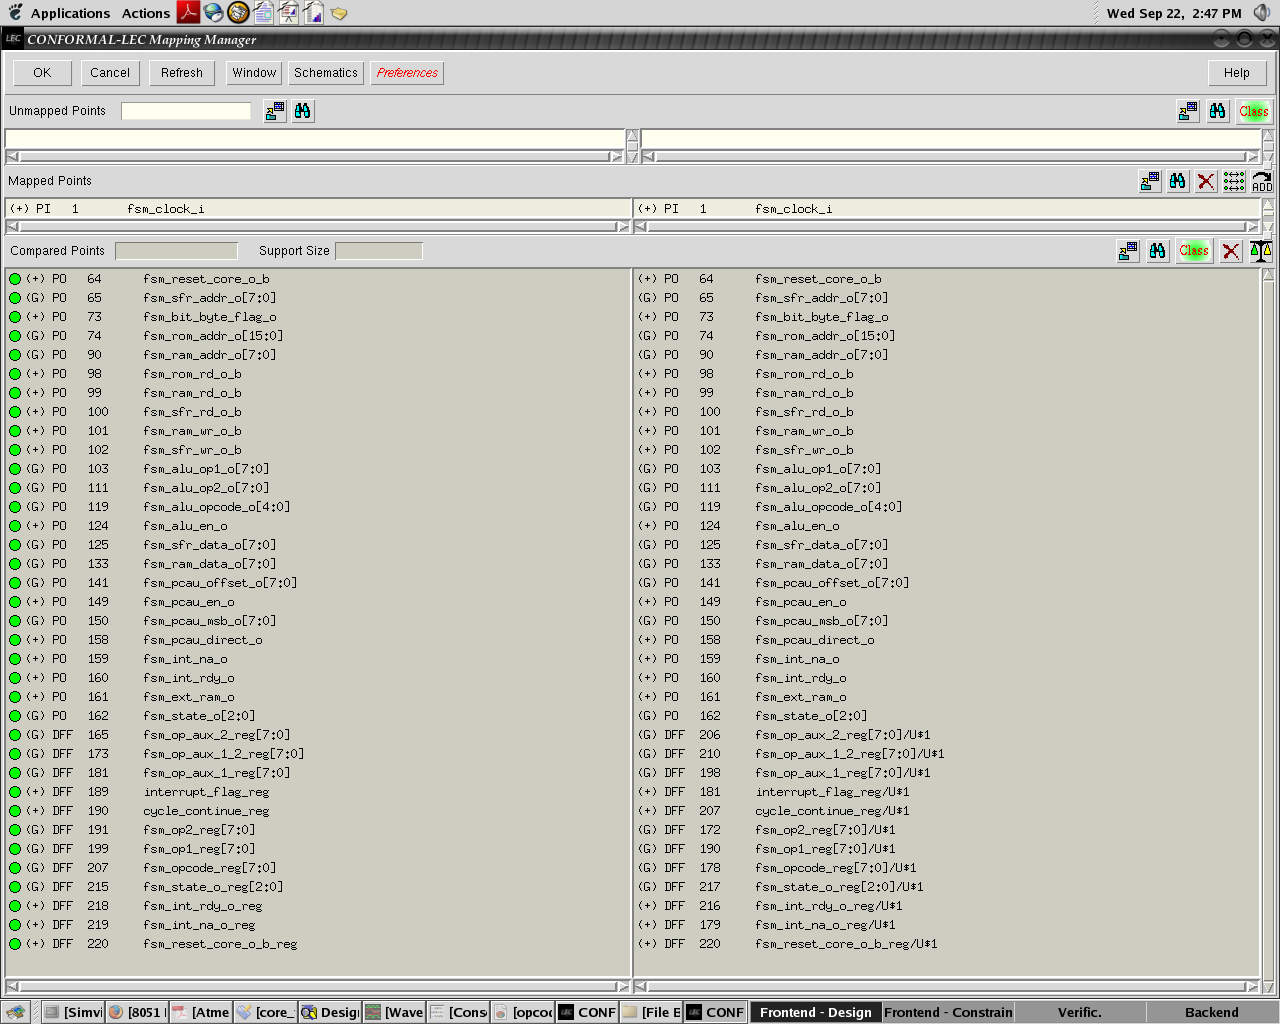 Applications Actions Wed Sep 22, 2:47 PM
LEC CONFORMAL-LEC Mapping Manager
OK Cancel Refresh Window Schematics Preferences Help
Unmapped Points Class
Mapped Points ADD
(+) PI 1 fsm_clock_i (+) PI 1 fsm_clock_i
Compared Points Support Size Class
(+) PO 64 fsm_reset_core_o_b (+) PO 64 fsm_reset_core_o_b
(G) PO 65 fsm_sfr_addr_o[7:0] (G) PO 65 fsm_sfr_addr_o[7:0]
(+) PO 73 fsm_bit_byte_flag_o (+) PO 73 fsm_bit_byte_flag_o
(G) PO 74 fsm_rom_addr_o[15:0] (G) PO 74 fsm_rom_addr_o[15:0]
(G) PO 90 fsm_ram_addr_o[7:0] (G) PO 90 fsm_ram_addr_o[7:0]
(+) PO 98 fsm_rom_rd_o_b (+) PO 98 fsm_rom_rd_o_b
(+) PO 99 fsm_ram_rd_o_b (+) PO 99 fsm_ram_rd_o_b
(+) PO 100 fsm_sfr_rd_o_b (+) PO 100 fsm_sfr_rd_o_b
(+) PO 101 fsm_ram_wr_o_b (+) PO 101 fsm_ram_wr_o_b
(+) PO 102 fsm_sfr_wr_o_b (+) PO 102 fsm_sfr_wr_o_b
(G) PO 103 fsm_alu_op1_o[7:0] (G) PO 103 fsm_alu_op1_o[7:0]
(G) PO 111 fsm_alu_op2_o[7:0] (G) PO 111 fsm_alu_op2_o[7:0]
(G) PO 119 fsm_alu_opcode_o[4:0] (G) PO 119 fsm_alu_opcode_o[4:0]
(+) PO 124 fsm_alu_en_o (+) PO 124 fsm_alu_en_o
(G) PO 125 fsm_sfr_data_o[7:0] (G) PO 125 fsm_sfr_data_o[7:0]
(G) PO 133 fsm_ram_data_o[7:0] (G) PO 133 fsm_ram_data_o[7:0]
(G) PO 141 fsm_pcau_offset_o[7:0] (G) PO 141 fsm_pcau_offset_o[7:0]
(+) PO 149 fsm_pcau_en_o (+) PO 149 fsm_pcau_en_o
(G) PO 150 fsm_pcau_msb_o[7:0] (G) PO 150 fsm_pcau_msb_o[7:0]
(+) PO 158 fsm_pcau_direct_o (+) PO 158 fsm_pcau_direct_o
(+) PO 159 fsm_int_na_o (+) PO 159 fsm_int_na_o
(+) PO 160 fsm_int_rdy_o (+) PO 160 fsm_int_rdy_o
(+) PO 161 fsm_ext_ram_o (+) PO 161 fsm_ext_ram_o
(G) PO 162 fsm_state_o[2:0] (G) PO 162 fsm_state_o[2:0]
(G) DFF 165 fsm_op_aux_2_reg[7:0] (G) DFF 206 fsm_op_aux_2_reg[7:0]/U*1
(G) DFF 173 fsm_op_aux_1_2_reg[7:0] (G) DFF 210 fsm_op_aux_1_2_reg[7:0]/U*1
(G) DFF 181 fsm_op_aux_1_reg[7:0] (G) DFF 198 fsm_op_aux_1_reg[7:0]/U*1
(+) DFF 189 interrupt_flag_reg (+) DFF 181 interrupt_flag_reg/U*1
(+) DFF 190 cycle_continue_reg (+) DFF 207 cycle_continue_reg/U*1
(G) DFF 191 fsm_op2_reg[7:0] (G) DFF 172 fsm_op2_reg[7:0]/U*1
(G) DFF 199 fsm_op1_reg[7:0] (G) DFF 190 fsm_op1_reg[7:0]/U*1
(G) DFF 207 fsm_opcode_reg[7:0] (G) DFF 178 fsm_opcode_reg[7:0]/U*1
(G) DFF 215 fsm_state_o_reg[2:0] (G) DFF 217 fsm_state_o_reg[2:0]/U*1
(+) DFF 218 fsm_int_rdy_o_reg (+) DFF 216 fsm_int_rdy_o_reg/U*1
(+) DFF 219 fsm_int_na_o_reg (+) DFF 179 fsm_int_na_o_reg/U*1
(+) DFF 220 fsm_reset_core_o_b_reg (+) DFF 220 fsm_reset_core_o_b_reg/U*1
[Simvi [8051 [Atme [core_ Desig [Wave [Cons [opcoc LEC CONF [File E LEC CONF Frontend - Design Frontend - Constrain Verific. Backend